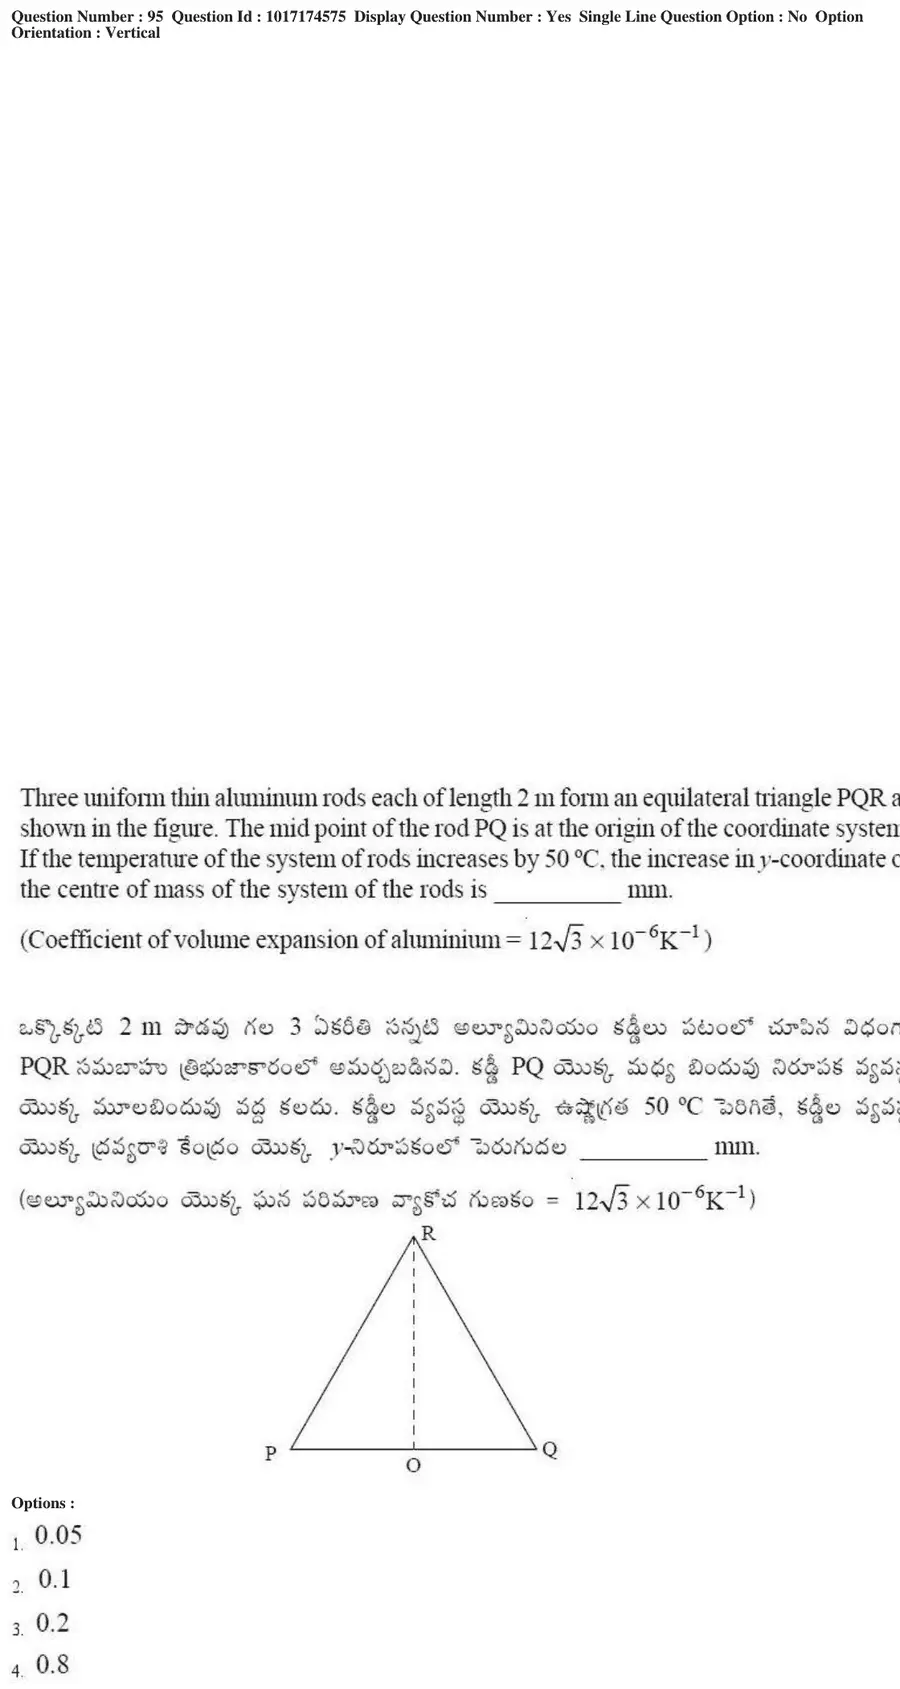 Question Number : 95 Question Id : 1017174575 Display Question Number : Yes Single Line Question Option : No Option
Orientation : Vertical
Three uniform thin aluminum rods each of length 2 m form an equilateral triangle PQR a
shown in the figure. The mid point of the rod PQ is at the origin of the coordinate system
If the temperature of the system of rods increases by 50 ºC, the increase in y-coordinate o
the centre of mass of the system of the rods is __________ mm.
(Coefficient of volume expansion of aluminium = 12√3 × 10⁻⁶K⁻¹)
ఒక్కొక్కటి 2 m పొడవు గల 3 ఏకరీతి సన్నటి అల్యూమినియం కడ్డీలు పటంలో చూపిన విధంగా
PQR సమబాహు త్రిభుజాకారంలో అమర్చబడినవి. కడ్డీ PQ యొక్క మధ్య బిందువు నిరూపక వ్యవస్థ
యొక్క మూలబిందువు వద్ద కలదు. కడ్డీల వ్యవస్థ యొక్క ఉష్ణోగ్రత 50 ºC పెరిగితే, కడ్డీల వ్యవస్థ
యొక్క ద్రవ్యరాశి కేంద్రం యొక్క y-నిరూపకంలో పెరుగుదల __________ mm.
(అల్యూమినియం యొక్క ఘన పరిమాణ వ్యాకోచ గుణకం = 12√3 × 10⁻⁶K⁻¹)
R
P
Q
O
Options :
1. 0.05
2. 0.1
3. 0.2
4. 0.8